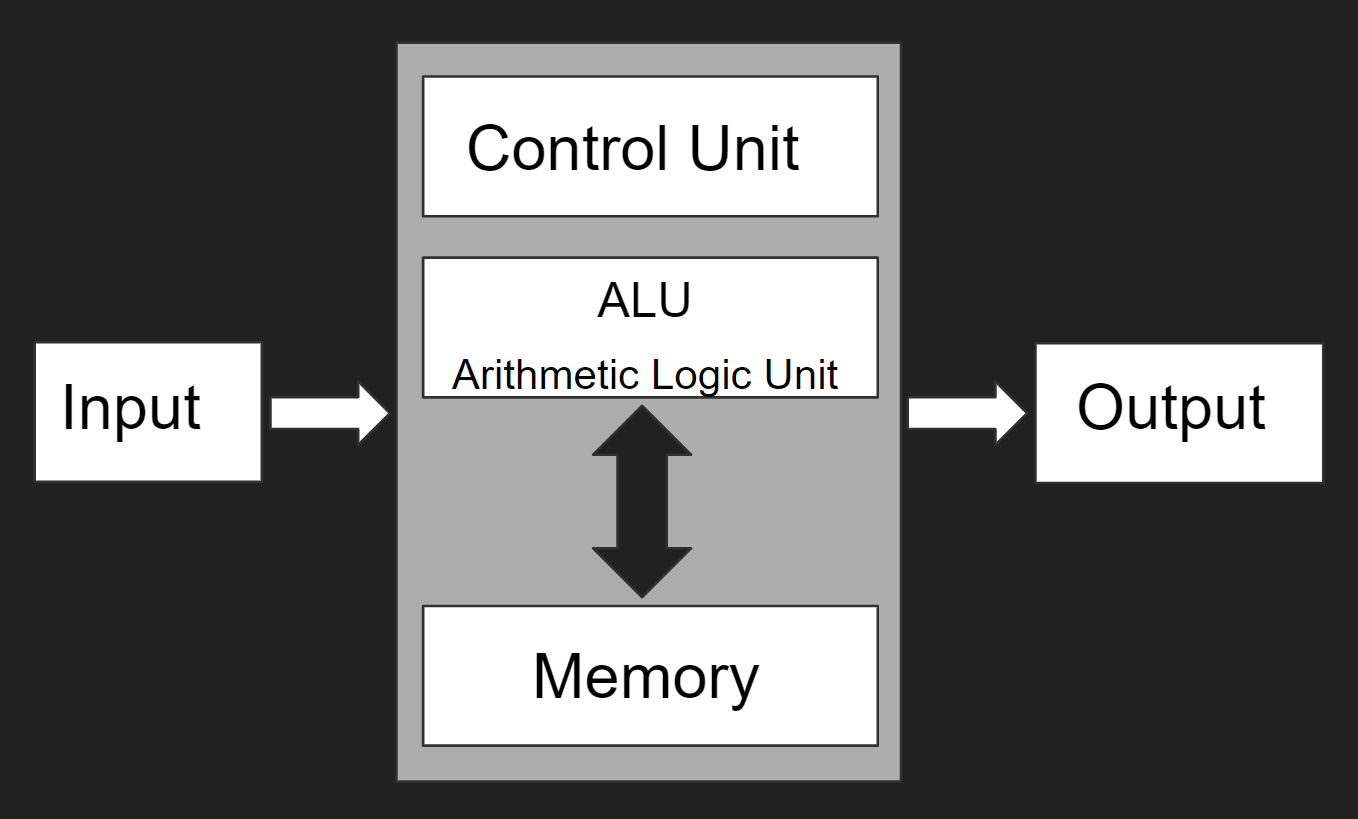 Control Unit
ALU
Arithmetic Logic Unit
Input
Output
Memory